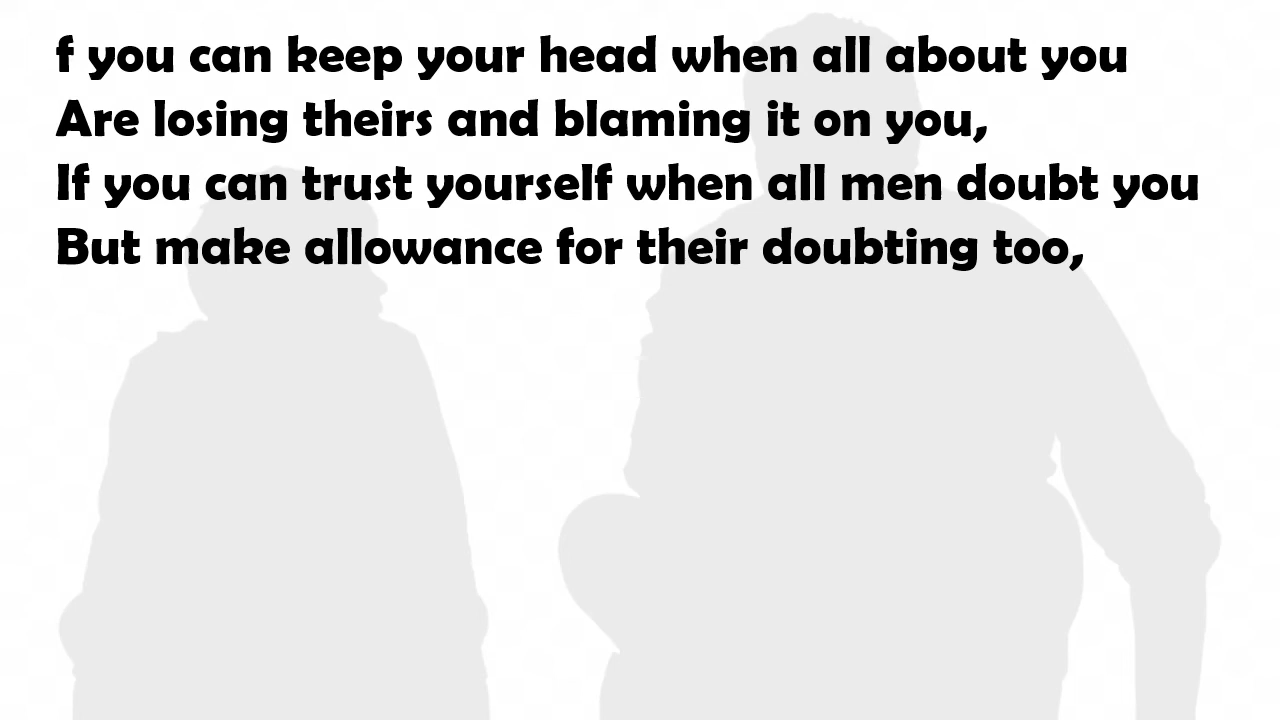 f you can keep your head when all about you
Are losing theirs and blaming it on you,
If you can trust yourself when all men doubt you
But make allowance for their doubting too,